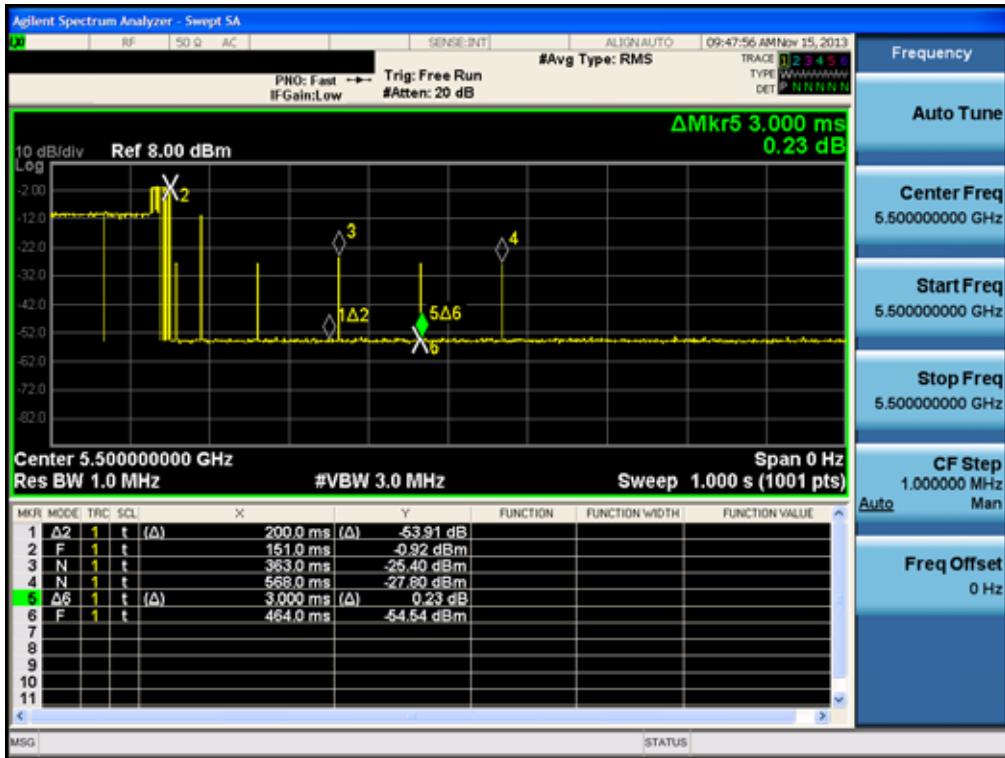 Agilent Spectrum Analyzer - Swept SA
LXI RF 50 Ω AC SENSE:INT ALIGN AUTO 09:47:56 AM Nov 15, 2013
#Avg Type: RMS TRACE 1 2 3 4 5 6
PNO: Fast Trig: Free Run TYPE W
IFGain:Low #Atten: 20 dB DET P N N N N N
ΔMkr5 3.000 ms
0.23 dB
10 dB/div Ref 8.00 dBm
Log
-2.00
-12.0
-22.0
-32.0
-42.0
-52.0
-62.0
-72.0
-82.0
2
3
4
1Δ2
5Δ6
6
Center 5.500000000 GHz Span 0 Hz
Res BW 1.0 MHz #VBW 3.0 MHz Sweep 1.000 s (1001 pts)
MKR MODE TRC SCL X Y FUNCTION FUNCTION WIDTH FUNCTION VALUE
1 Δ2 1 t (Δ) 200.0 ms (Δ) -53.91 dB
2 F 1 t 151.0 ms -0.92 dBm
3 N 1 t 363.0 ms -25.40 dBm
4 N 1 t 568.0 ms -27.80 dBm
5 Δ6 1 t (Δ) 3.000 ms (Δ) 0.23 dB
6 F 1 t 464.0 ms -54.54 dBm
7
8
9
10
11
MSG STATUS
Frequency
Auto Tune
Center Freq
5.500000000 GHz
Start Freq
5.500000000 GHz
Stop Freq
5.500000000 GHz
CF Step
1.000000 MHz
Auto Man
Freq Offset
0 Hz